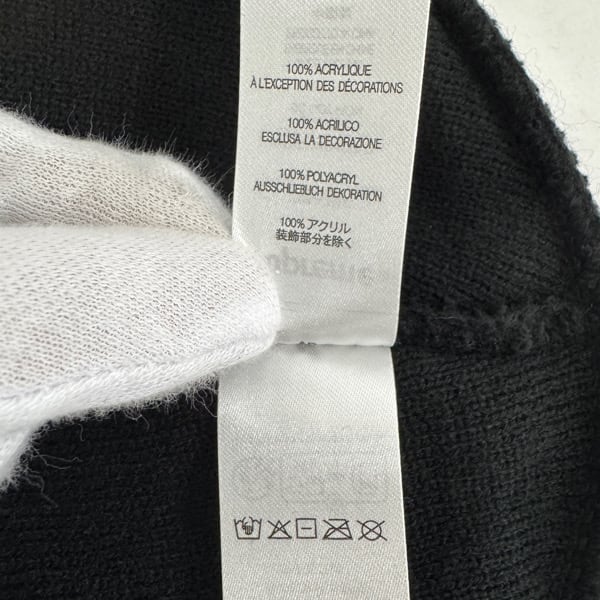 100% ACRYLIQUE
À L'EXCEPTION DES DÉCORATIONS
100% ACRILICO
ESCLUSA LA DECORAZIONE
100% POLYACRYL
AUSSCHLIEBLICH DEKORATION
100% アクリル
装飾部分を除く